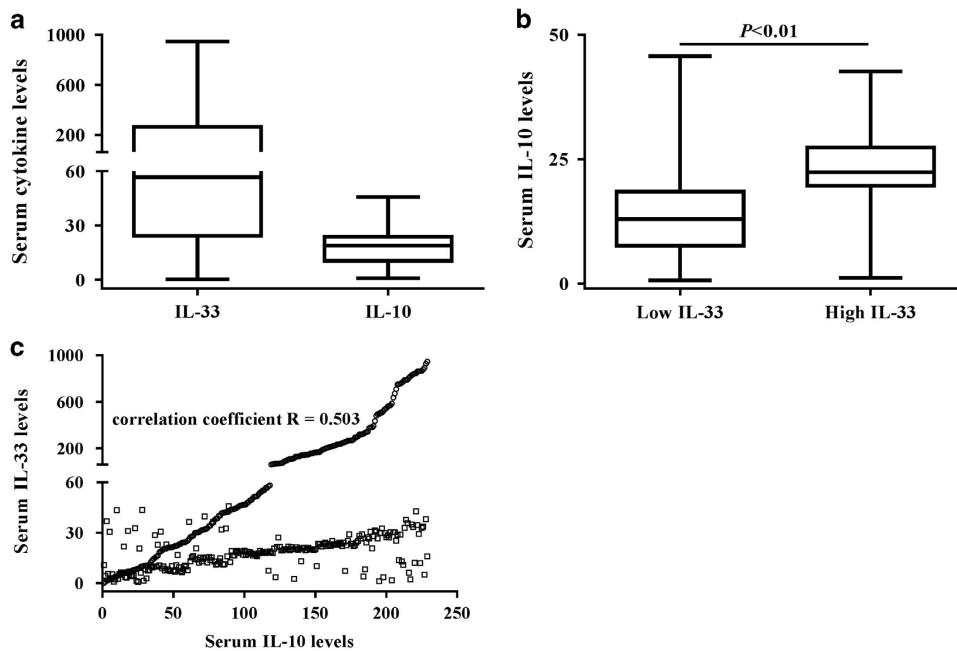 a
Serum cytokine levels
1000
600
200
60
30
0
IL-33
IL-10
b
P<0.01
Serum IL-10 levels
50
25
0
Low IL-33
High IL-33
c
correlation coefficient R = 0.503
Serum IL-33 levels
1000
600
200
60
30
0
0
50
100
150
200
250
Serum IL-10 levels